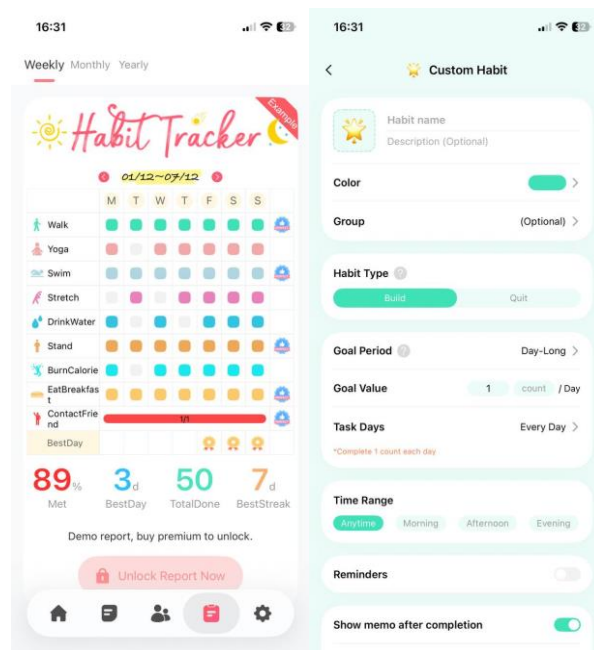 16:31
Weekly Monthly Yearly
Habit Tracker
Example
01/12~07/12
M T W T F S S
Walk
Yoga
Swim
Stretch
DrinkWater
Stand
BurnCalorie
EatBreakfas
t
ContactFrie
nd
1/1
BestDay
89%
Met
3d
BestDay
50
TotalDone
7d
BestStreak
Demo report, buy premium to unlock.
Unlock Report Now
16:31
Custom Habit
Habit name
Description (Optional)
Color
Group (Optional)
Habit Type ?
Build Quit
Goal Period ? Day-Long
Goal Value 1 count / Day
Task Days Every Day
*Complete 1 count each day
Time Range
Anytime Morning Afternoon Evening
Reminders
Show memo after completion